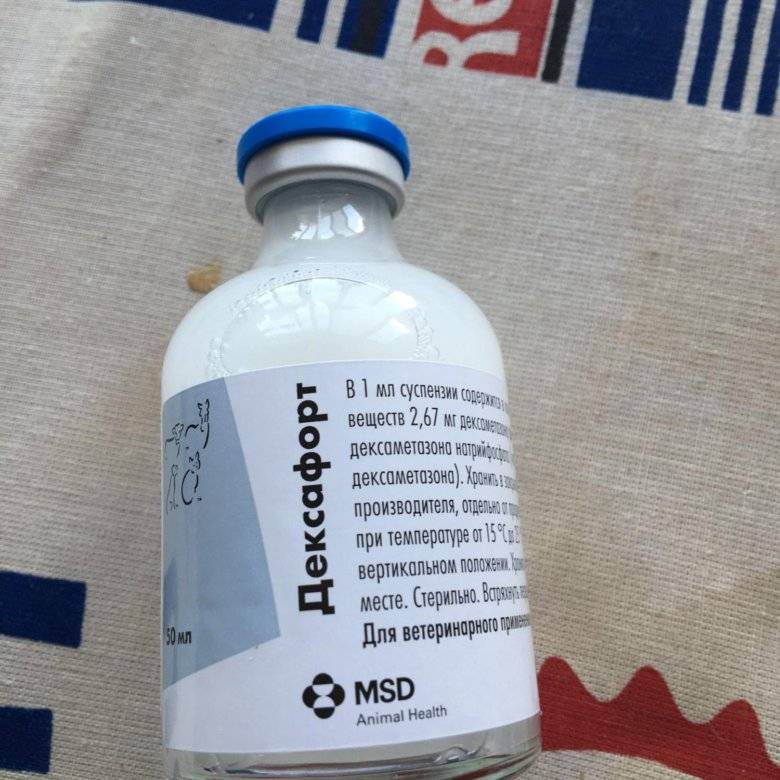 Re
Дексафорт
В 1 мл суспензии содержится
веществ 2,67 мг дексаметазона
дексаметазона
дексаметазона). Хранить в
производителя, отдельно от
при температуре от 15 °C до
вертикальном положении.
месте. Стерильно. Встряхнуть
Для ветеринарного применения
50 мл
MSD
Animal Health